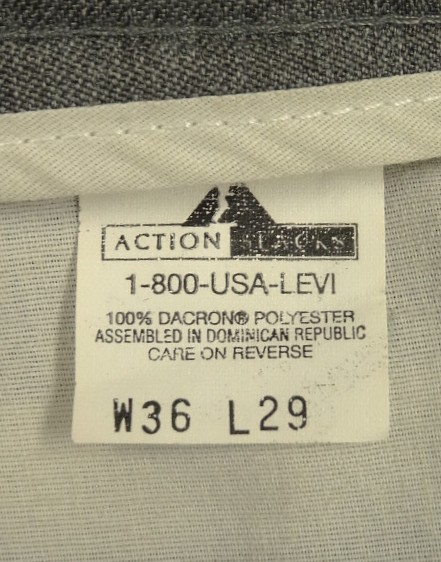 ACTION SLACKS
1-800-USA-LEVI
100% DACRON® POLYESTER
ASSEMBLED IN DOMINICAN REPUBLIC
CARE ON REVERSE
W36 L29